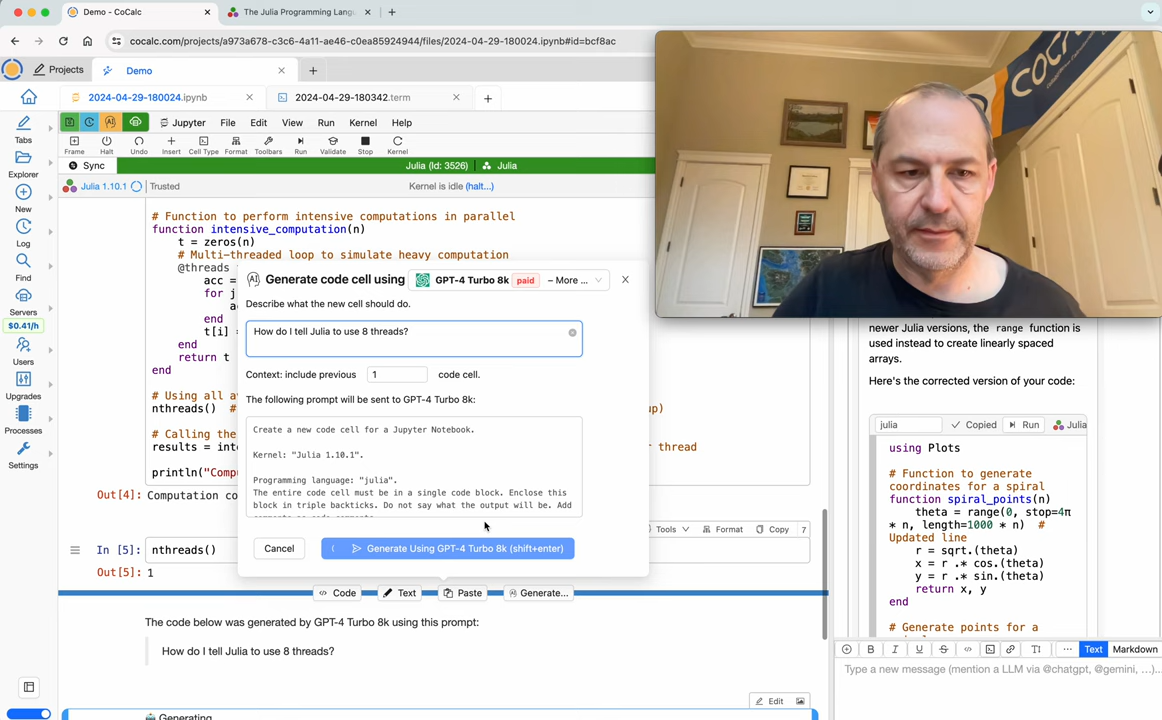 Demo - CoCalc
The Julia Programming Langu
cocalc.com/projects/a973a678-c3c6-4a11-ae46-c0ea85924944/files/2024-04-29-180024.ipynb#id=bcf8ac
Projects
Demo
2024-04-29-180024.ipynb
2024-04-29-180342.term
Jupyter File Edit View Run Kernel Help
Frame Halt Undo Insert Cell Type Format Toolbars Run Validate Stop Kernel
Sync
Julia (Id: 3526)
Julia
Julia 1.10.1
Trusted
Kernel is idle (halt...)
Tabs
Explorer
New
Log
Find
Servers
$0.41/h
Users
Upgrades
Processes
Settings
# Function to perform intensive computations in parallel
function intensive_computation(n)
t = zeros(n)
# Multi-threaded loop to simulate heavy computation
@threads
acc =
for j
a
end
t[i] =
end
return t
end
# Using all a
nthreads() #
up)
# Calling the
results = int
r thread
println("Comp
Out[4]: Computation co
AI Generate code cell using GPT-4 Turbo 8k paid – More ...
Describe what the new cell should do.
How do I tell Julia to use 8 threads?
Context: include previous 1 code cell.
The following prompt will be sent to GPT-4 Turbo 8k:
Create a new code cell for a Jupyter Notebook.
Kernel: "Julia 1.10.1".
Programming language: "julia".
The entire code cell must be in a single code block. Enclose this
block in triple backticks. Do not say what the output will be. Add
Cancel
Generate Using GPT-4 Turbo 8k (shift+enter)
Tools Format Copy 7
In [5]: nthreads()
Out[5]: 1
Code Text Paste Generate...
The code below was generated by GPT-4 Turbo 8k using this prompt:
How do I tell Julia to use 8 threads?
Edit
Generating
COCA
newer Julia versions, the range function is
used instead to create linearly spaced
arrays.
Here's the corrected version of your code:
julia Copied Run Julia
using Plots
# Function to generate
coordinates for a spiral
function spiral_points(n)
theta = range(0, stop=4π
* n, length=1000 * n) #
Updated line
r = sqrt.(theta)
x = r .* cos.(theta)
y = r .* sin.(theta)
return x, y
end
# Generate points for a
B I U S Text Markdown
Type a new message (mention a LLM via @chatgpt, @gemini, …)...